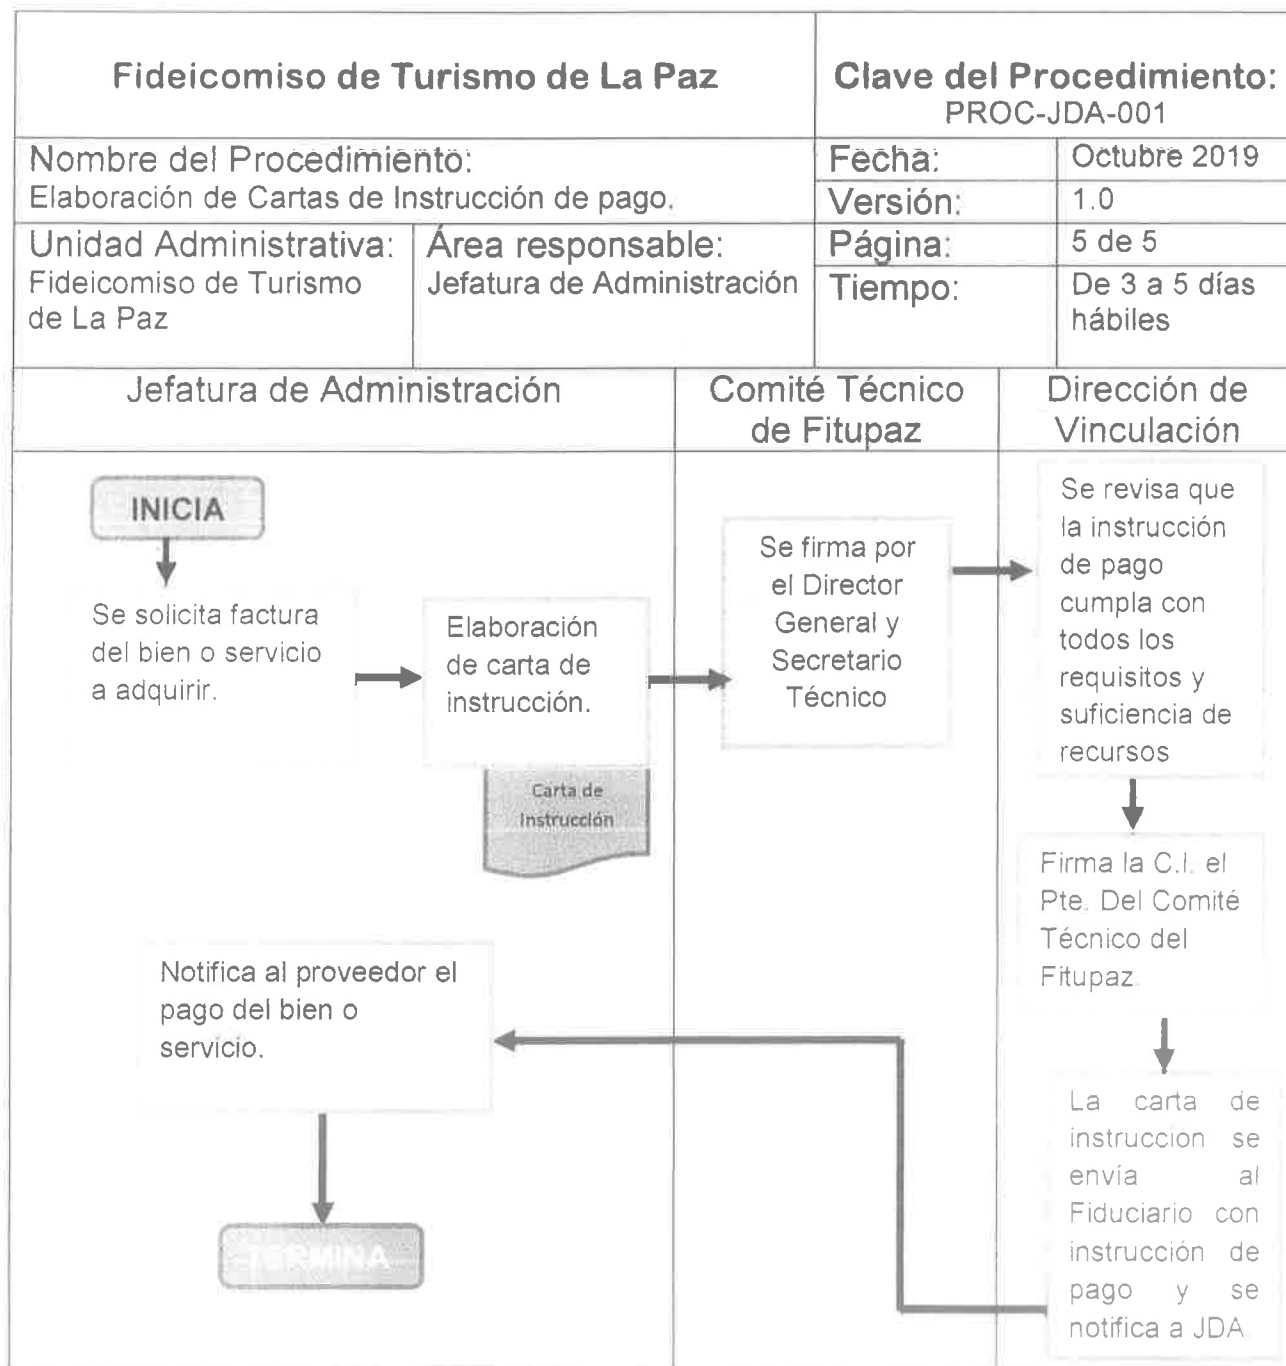 Fideicomiso de Turismo de La Paz
Clave del Procedimiento:
PROC-JDA-001
Nombre del Procedimiento:
Elaboración de Cartas de Instrucción de pago.
Fecha:
Octubre 2019
Versión:
1.0
Unidad Administrativa:
Fideicomiso de Turismo
de La Paz
Área responsable:
Jefatura de Administración
Página:
5 de 5
Tiempo:
De 3 a 5 días
hábiles
Jefatura de Administración
Comité Técnico
de Fitupaz
Dirección de
Vinculación
INICIA
Se solicita factura
del bien o servicio
a adquirir.
Elaboración
de carta de
instrucción.
Carta de
Instrucción
Se firma por
el Director
General y
Secretario
Técnico
Se revisa que
la instrucción
de pago
cumpla con
todos los
requisitos y
suficiencia de
recursos
Firma la C.I. el
Pte. Del Comité
Técnico del
Fitupaz.
La carta de
instrucción se
envía al
Fiduciario con
instrucción de
pago y se
notifica a JDA
Notifica al proveedor el
pago del bien o
servicio.
TERMINA